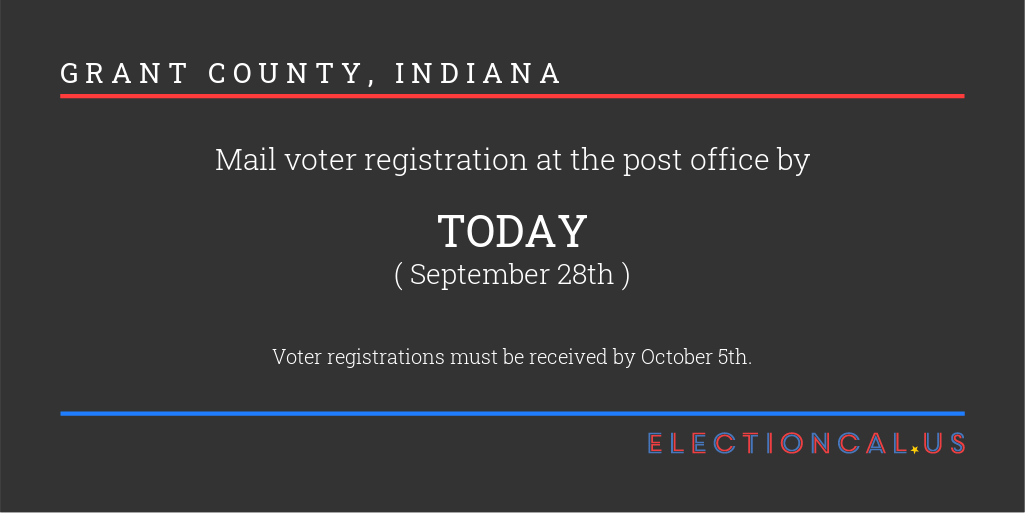 GRANT COUNTY, INDIANA
Mail voter registration at the post office by
TODAY
( September 28th )
Voter registrations must be received by October 5th.
ELECTIONCAL.US